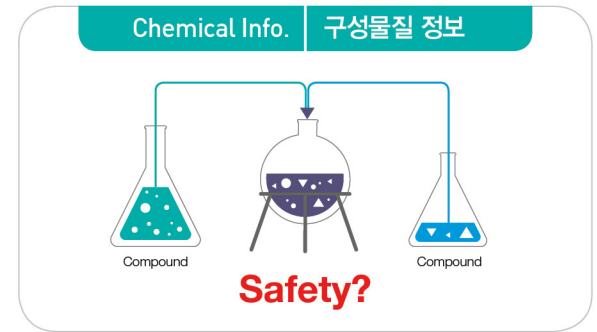 Chemical Info. 구성물질 정보
Compound Compound
Safety?